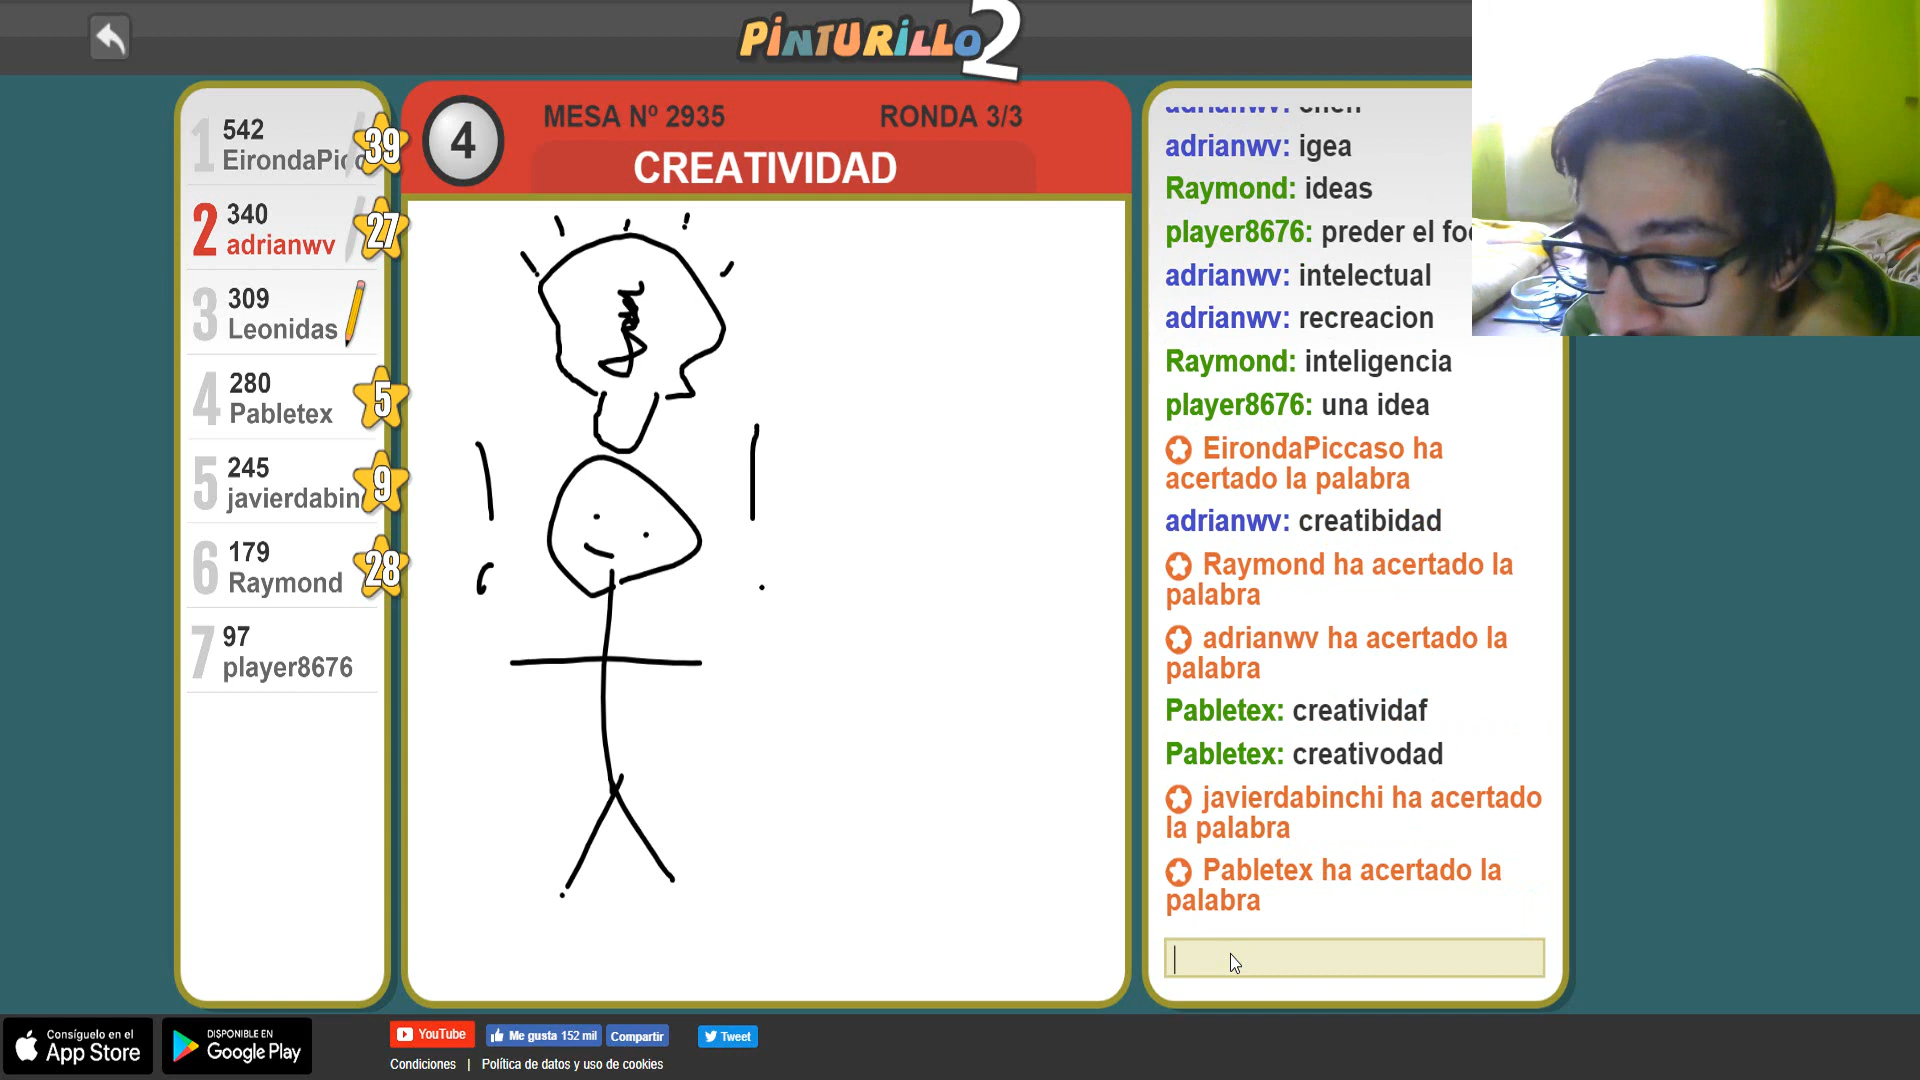 PINTURILLO 2
4
MESA Nº 2935
RONDA 3/3
CREATIVIDAD
1 542 39
2 340 27
adrianwv
3 309
Leonidas
4 280 5
Pabletex
5 245 9
6 179 28
Raymond
7 97
player8676
adrianwv: igea
Raymond: ideas
player8676: preder el
adrianwv: intelectual
adrianwv: recreacion
Raymond: inteligencia
player8676: una idea
EirondaPiccaso ha
acertado la palabra
adrianwv: creatibidad
Raymond ha acertado la
palabra
adrianwv ha acertado la
palabra
Pabletex: creatividaf
Pabletex: creativodad
javierdabinchi ha acertado
la palabra
Pabletex ha acertado la
palabra
Consíguelo en el
App Store
DISPONIBLE EN
Google Play
YouTube
Me gusta 152 mil
Compartir
Tweet
Condiciones | Política de datos y uso de cookies